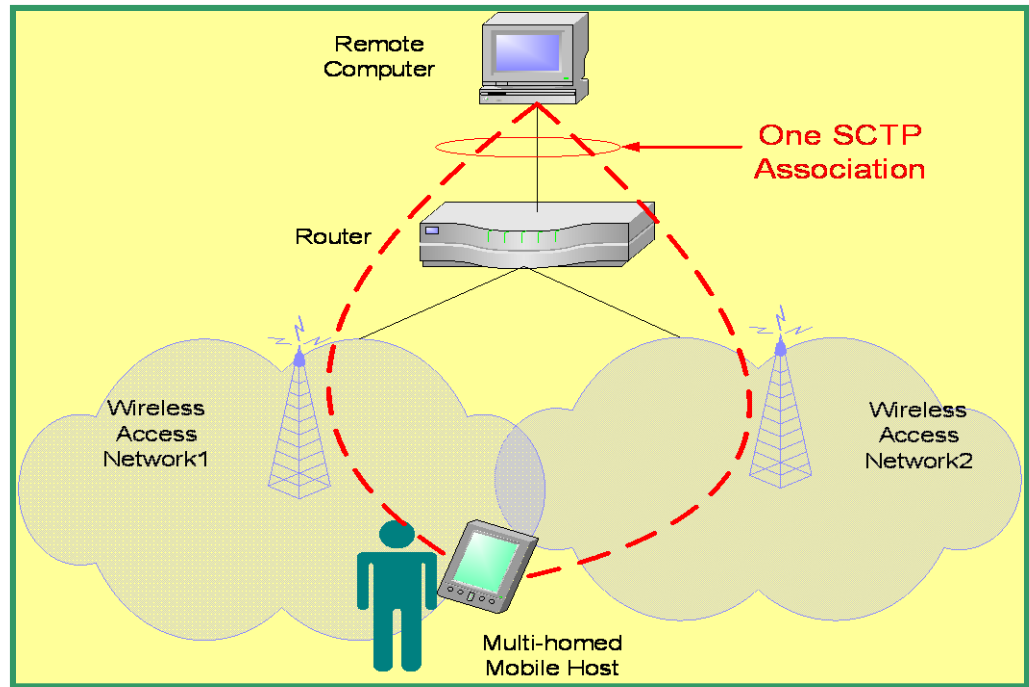 Remote
Computer
One SCTP
Association
Router
Wireless
Access
Network1
Wireless
Access
Network2
Multi-homed
Mobile Host